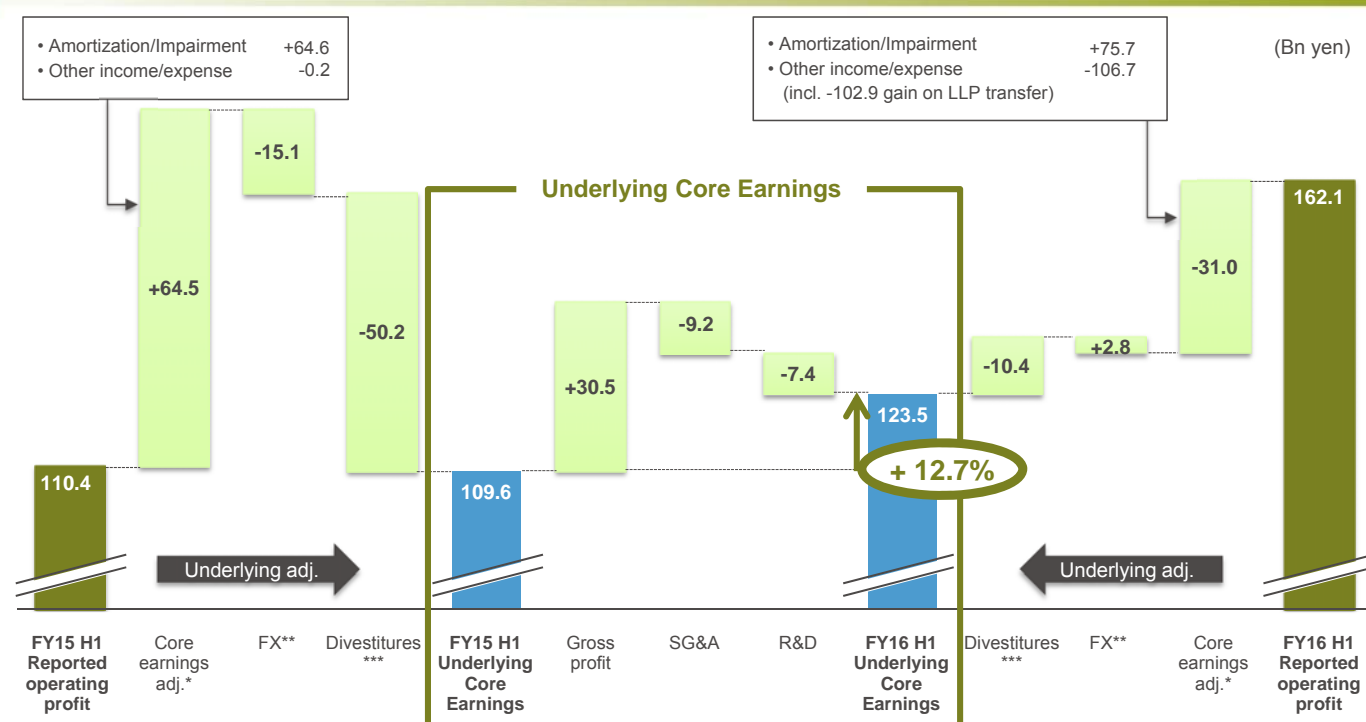 • Amortization/Impairment +64.6
• Other income/expense -0.2
• Amortization/Impairment +75.7
• Other income/expense -106.7
(incl. -102.9 gain on LLP transfer)
(Bn yen)
-15.1
Underlying Core Earnings
162.1
+64.5
-50.2
-31.0
-9.2
+2.8
-10.4
-7.4
+30.5
123.5
+ 12.7%
110.4
109.6
Underlying adj.
Underlying adj.
FY15 H1
Reported
operating
profit
Core
earnings
adj.*
FX**
Divestitures
***
FY15 H1
Underlying
Core
Earnings
Gross
profit
SG&A
R&D
FY16 H1
Underlying
Core
Earnings
Divestitures
***
FX**
Core
earnings
adj.*
FY16 H1
Reported
operating
profit